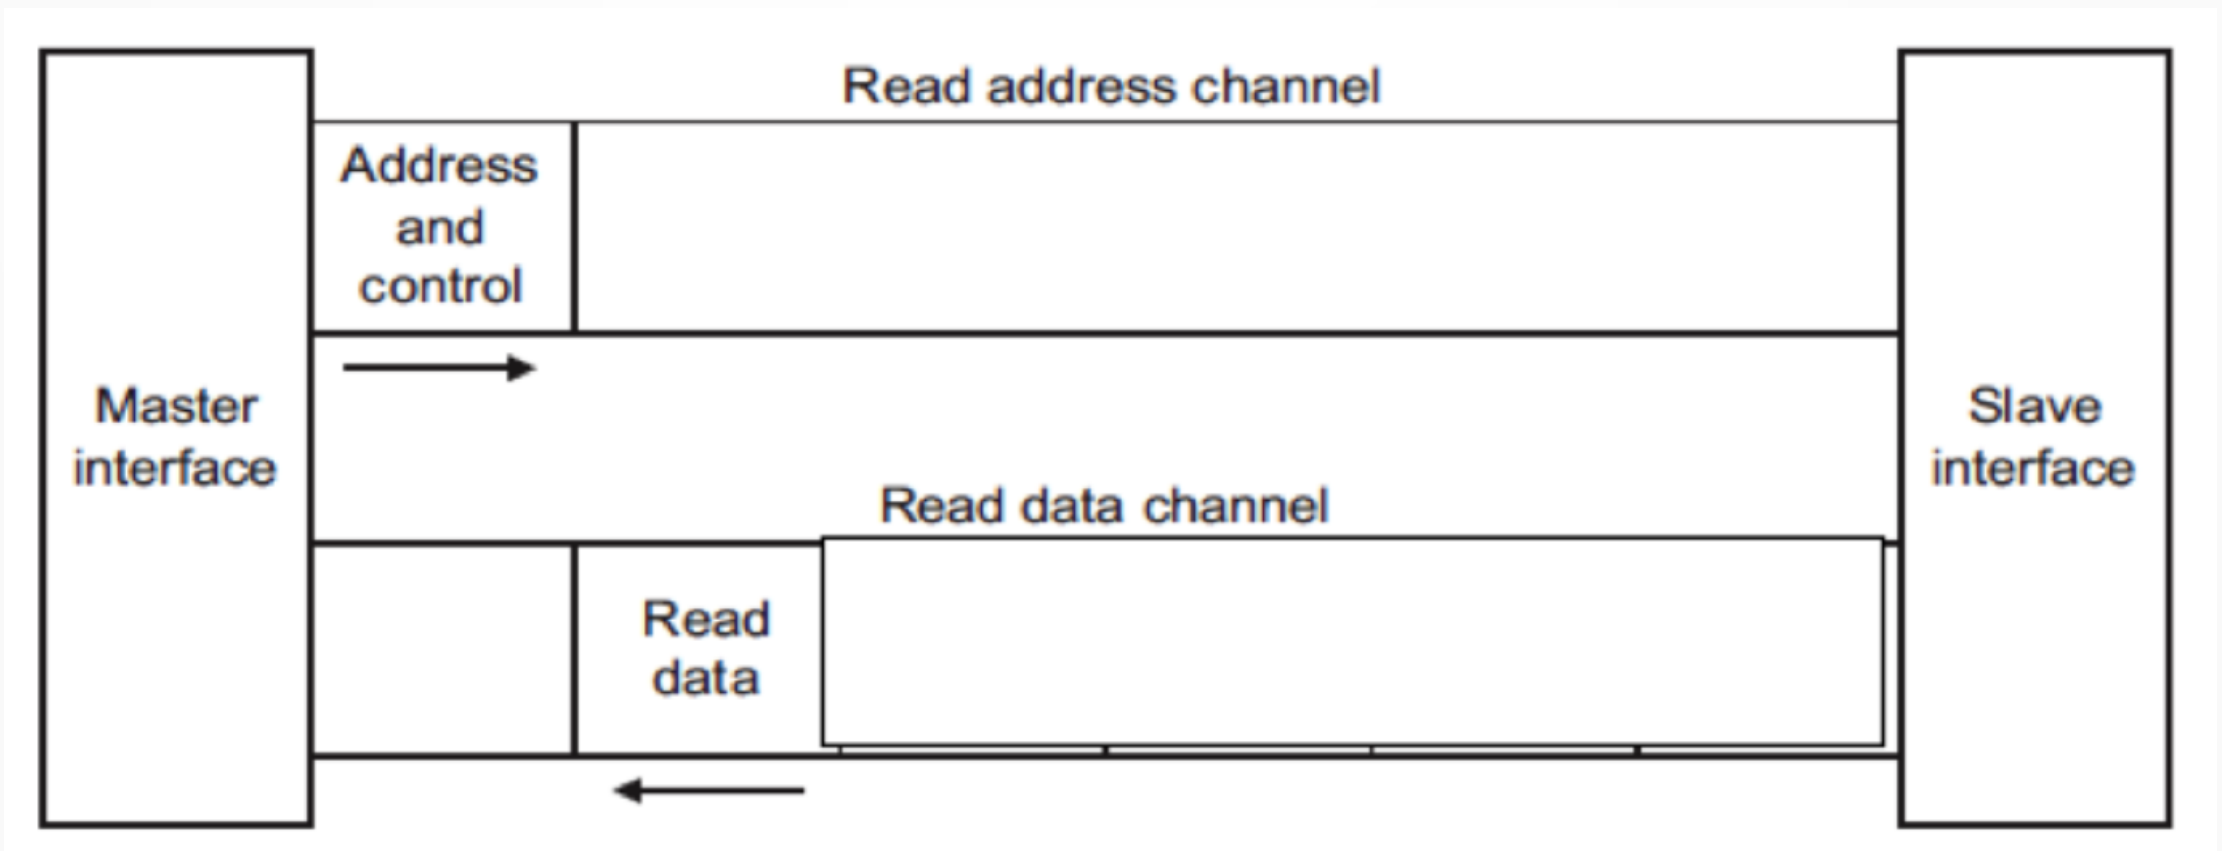 Read address channel
Address
and
control
Master
interface
Slave
interface
Read data channel
Read
data